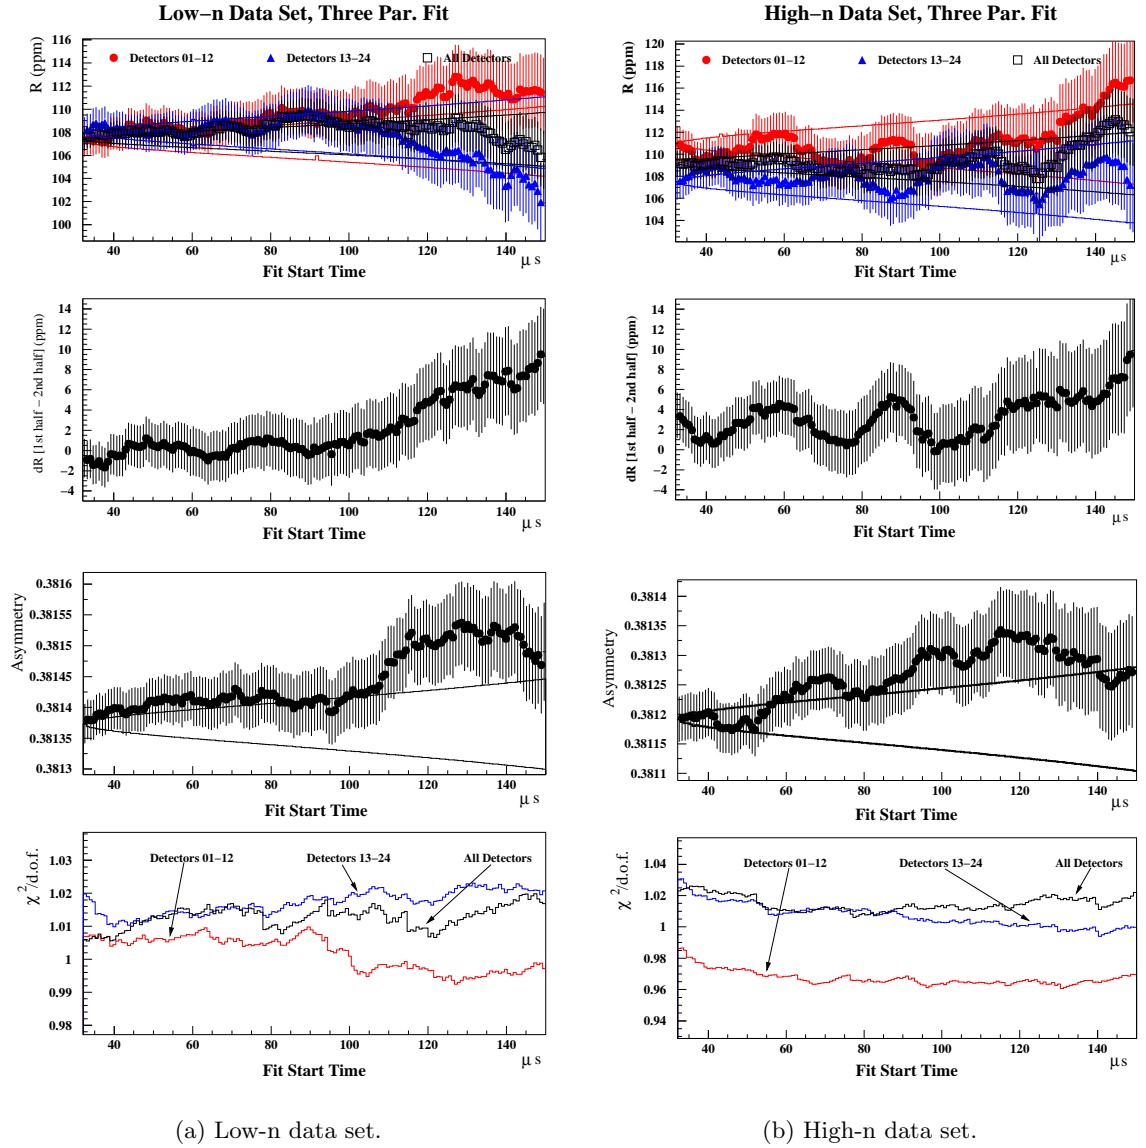 Low−n Data Set, Three Par. Fit
R (ppm)
116
114
112
110
108
106
104
102
100
Detectors 01−12
Detectors 13−24
All Detectors
40 60 80 100 120 140
μ s
Fit Start Time
dR [1st half − 2nd half] (ppm)
14
12
10
8
6
4
2
0
−2
−4
40 60 80 100 120 140
μ s
Fit Start Time
Asymmetry
0.3816
0.38155
0.3815
0.38145
0.3814
0.38135
0.3813
40 60 80 100 120 140
μ s
Fit Start Time
χ 2/d.o.f.
1.03
1.02
1.01
1
0.99
0.98
Detectors 01−12
Detectors 13−24
All Detectors
40 60 80 100 120 140
μ s
Fit Start Time
(a) Low-n data set.
High−n Data Set, Three Par. Fit
R (ppm)
120
118
116
114
112
110
108
106
104
Detectors 01−12
Detectors 13−24
All Detectors
40 60 80 100 120 140
μ s
Fit Start Time
dR [1st half − 2nd half] (ppm)
14
12
10
8
6
4
2
0
−2
−4
40 60 80 100 120 140
μ s
Fit Start Time
Asymmetry
0.3814
0.38135
0.3813
0.38125
0.3812
0.38115
0.3811
40 60 80 100 120 140
μ s
Fit Start Time
χ 2/d.o.f.
1.04
1.02
1
0.98
0.96
0.94
Detectors 01−12
Detectors 13−24
All Detectors
40 60 80 100 120 140
μ s
Fit Start Time
(b) High-n data set.